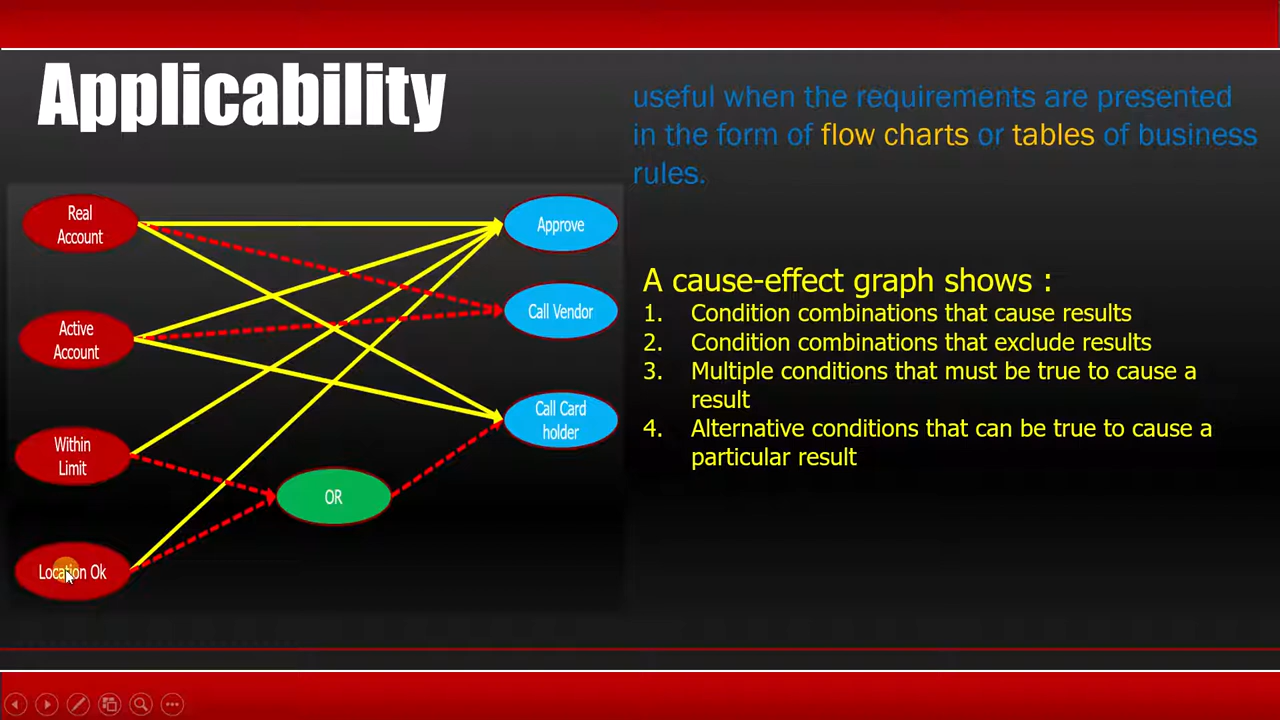 Applicability
useful when the requirements are presented
in the form of flow charts or tables of business
rules.
Real
Account
Approve
Call Vendor
Active
Account
Call Card
holder
Within
Limit
OR
Location Ok
A cause-effect graph shows :
1. Condition combinations that cause results
2. Condition combinations that exclude results
3. Multiple conditions that must be true to cause a
result
4. Alternative conditions that can be true to cause a
particular result